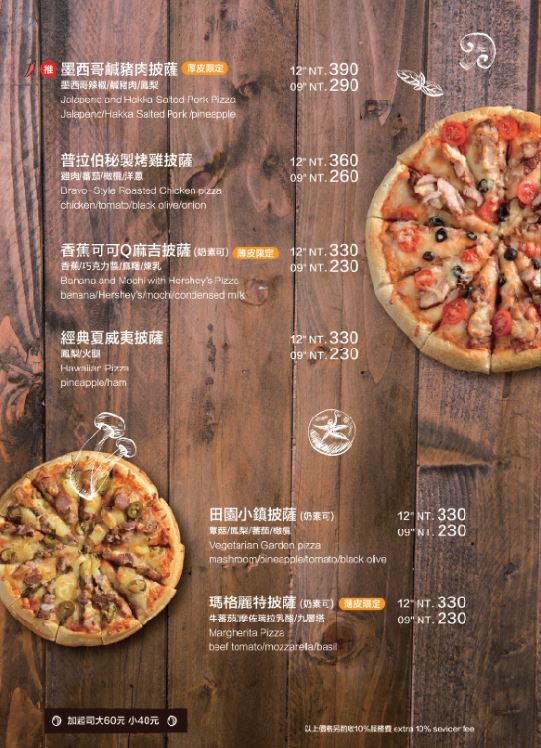 推 墨西哥鹹豬肉披薩 薄皮限定 12" NT. 390
墨西哥辣椒/鹹豬肉/鳳梨 09" NT. 290
Jalapeno and Hakka Salted Pork Pizza
Jalapeno/Hakka Salted Pork /pineapple
普拉伯秘製烤雞披薩 12" NT. 360
雞肉/蕃茄/橄欖/洋蔥 09" NT. 260
Bravo-Style Roasted Chicken pizza
chicken/tomato/black olive/onion
香蕉可可Q麻吉披薩 (奶素可) 薄皮限定 12" NT. 330
香蕉/巧克力醬/麻糬/煉乳 09" NT. 230
Banana and Mochi with Hershey's Pizza
banana/Hershey's/mochi/condensed milk
經典夏威夷披薩 12" NT. 330
鳳梨/火腿 09" NT. 230
Hawaiian Pizza
pineapple/ham
田園小鎮披薩 (奶素可) 12" NT. 330
蘑菇/鳳梨/蕃茄/橄欖 09" NT. 230
Vegetarian Garden pizza
mashroom/pineapple/tomato/black olive
瑪格麗特披薩 (奶素可) 薄皮限定 12" NT. 330
牛蕃茄/摩佐瑞拉乳酪/九層塔 09" NT. 230
Margherita Pizza
beef tomato/mozzarella/basil
加起司大60元 小40元
以上價格另酌收10%服務費 extra 10% sevicer fee